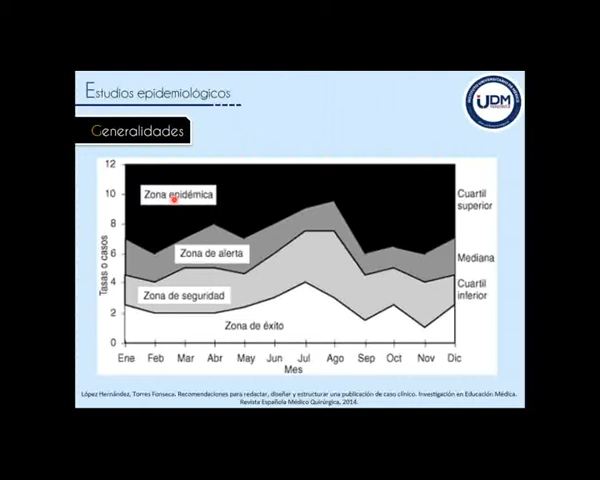 Estudios epidemiológicos
UDM
Generalidades
12
10
8
6
4
2
0
Tasas o casos
Zona epidémica
Zona de alerta
Zona de seguridad
Zona de éxito
Cuartil
superior
Mediana
Cuartil
inferior
Ene Feb Mar Abr May Jun Jul Ago Sep Oct Nov Dic
Mes
López Hernández, Torres Fonseca. Recomendaciones para redactar, diseñar y estructurar una publicación de caso clínico. Investigación en Educación Médica.
Revista Española Médico Quirúrgica, 2014.